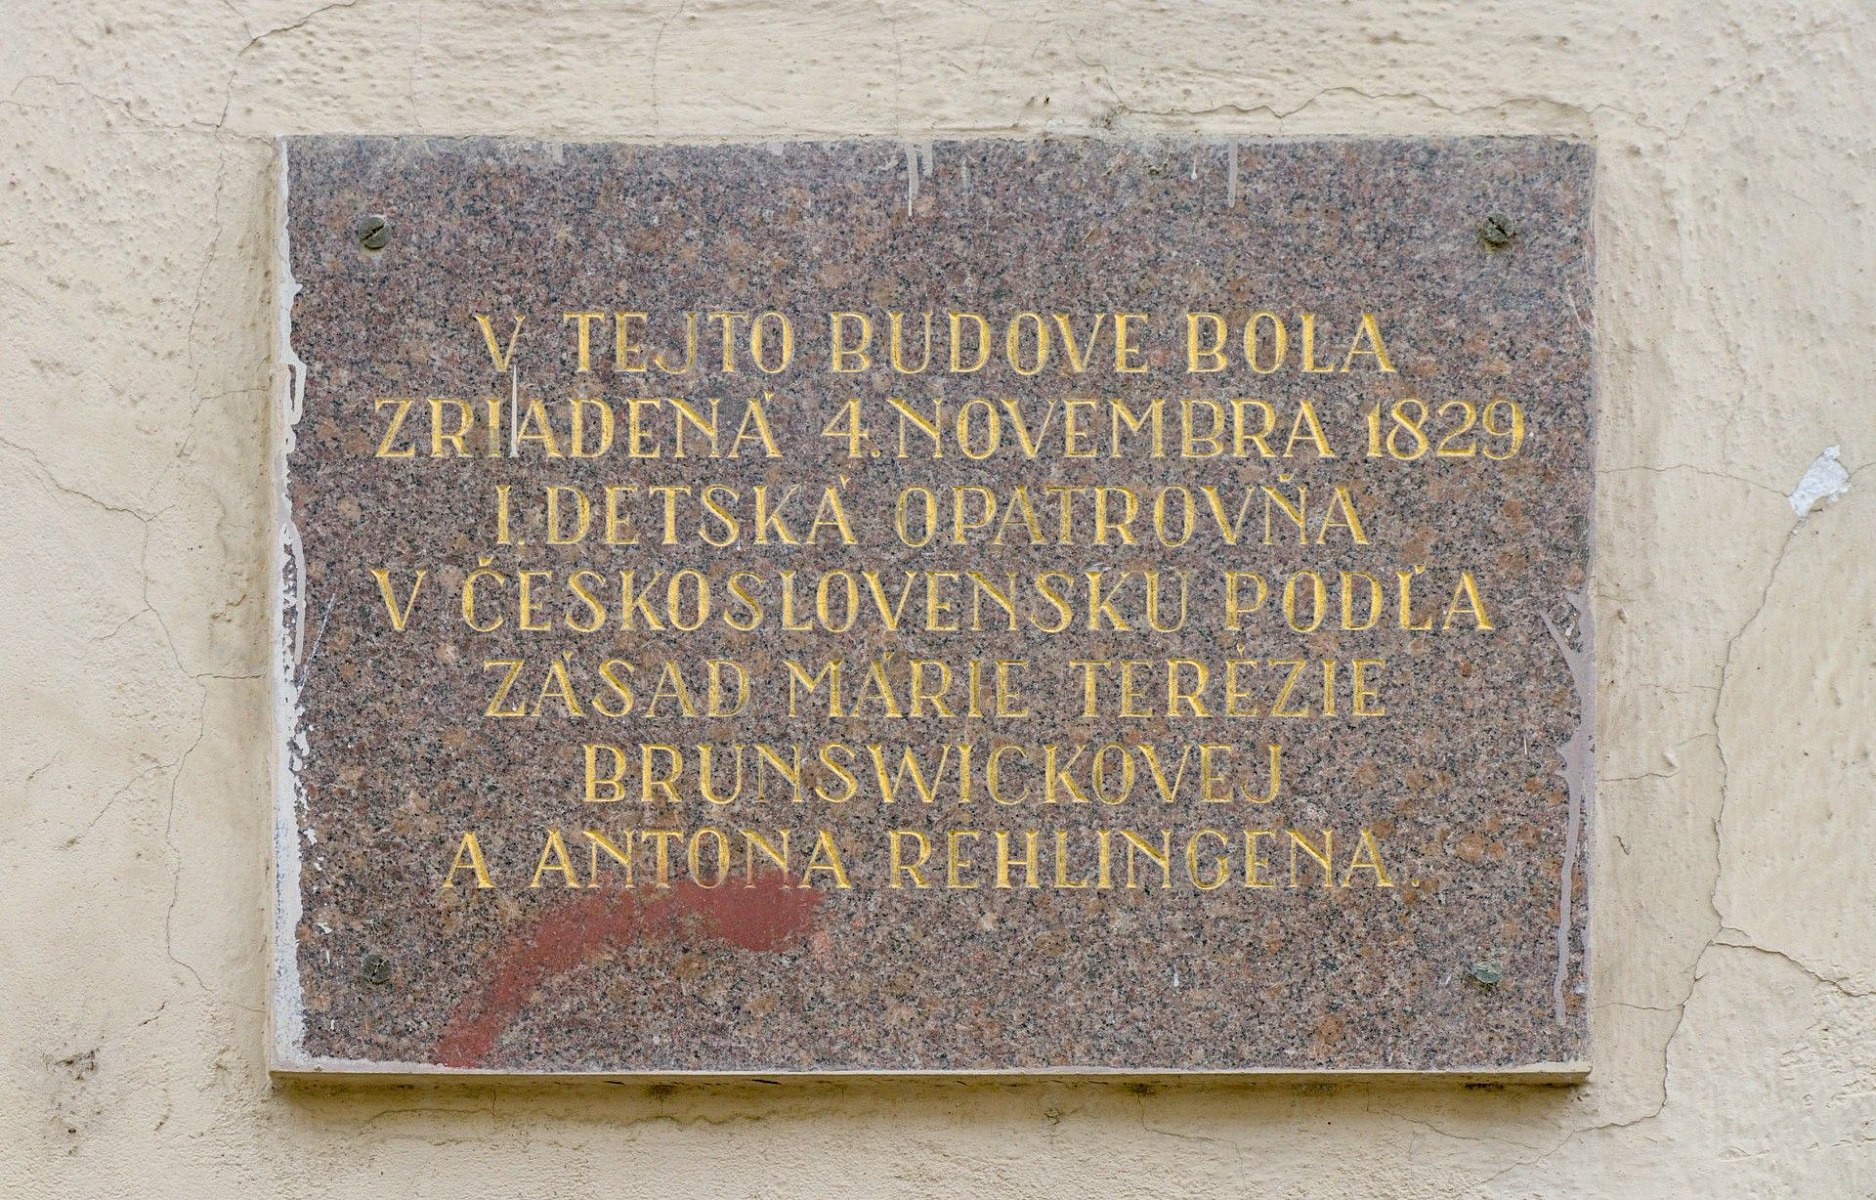 V TEJTO BUDOVE BOLA
ZRIADENÁ 4. NOVEMBRA 1829
I. DETSKÁ OPATROVŇA
V ČESKOSLOVENSKU PODĽA
ZÁSAD MÁRIE TERÉZIE
BRUNSWICKOVEJ
A ANTONA REHLINGENA.